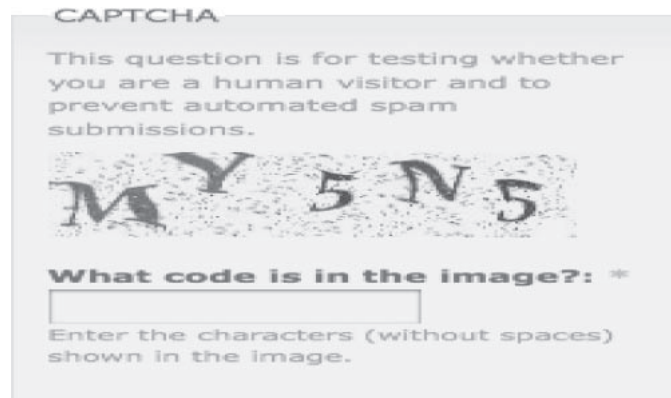 CAPTCHA
This question is for testing whether
you are a human visitor and to
prevent automated spam
submissions.
MY5N5
What code is in the image?: *
Enter the characters (without spaces)
shown in the image.